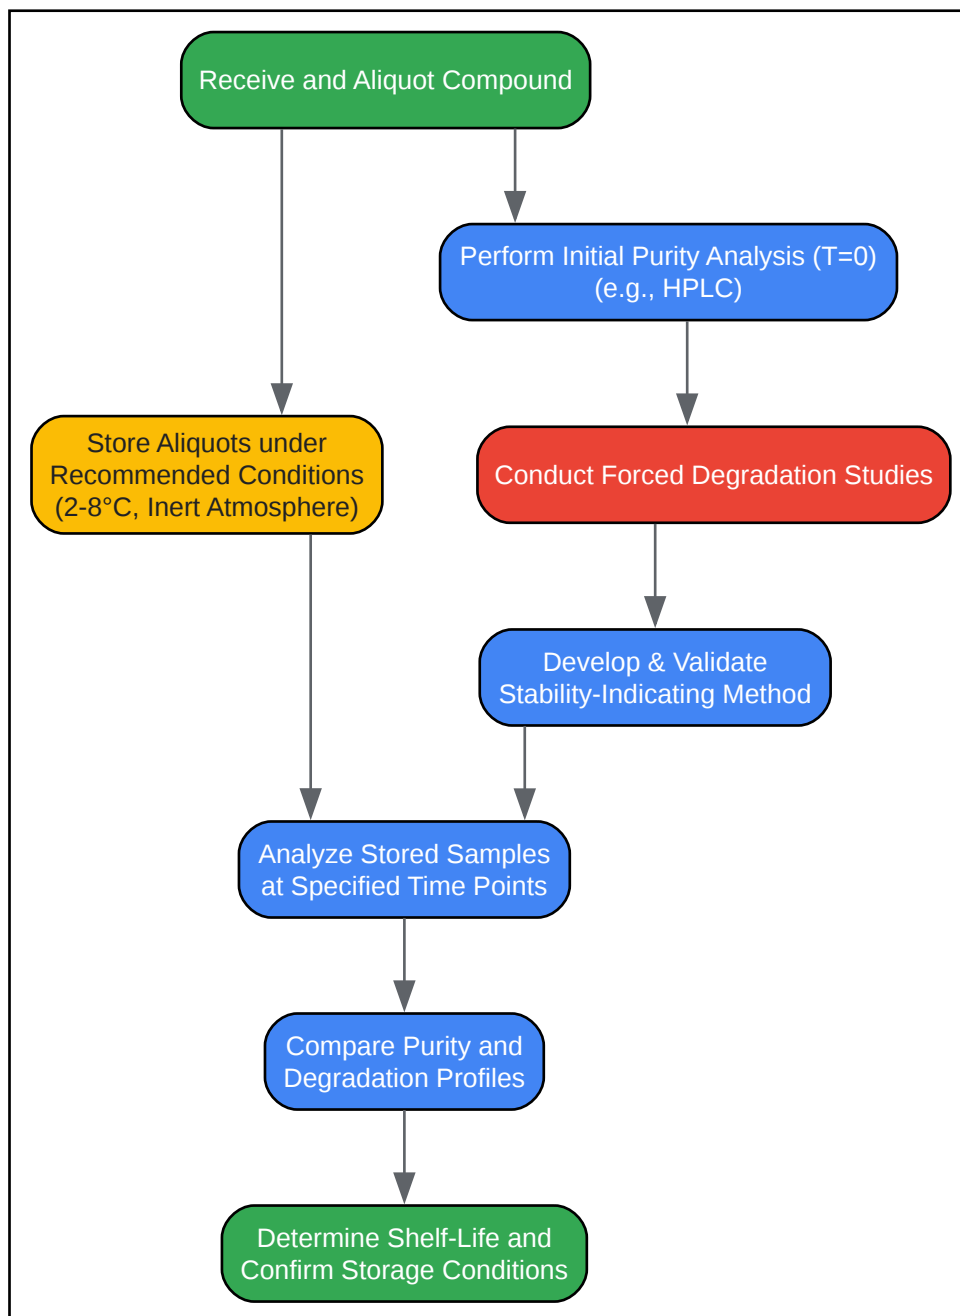 Receive and Aliquot Compound
Perform Initial Purity Analysis (T=0)
(e.g., HPLC)
Store Aliquots under
Recommended Conditions
(2-8°C, Inert Atmosphere)
Conduct Forced Degradation Studies
Develop & Validate
Stability-Indicating Method
Analyze Stored Samples
at Specified Time Points
Compare Purity and
Degradation Profiles
Determine Shelf-Life and
Confirm Storage Conditions